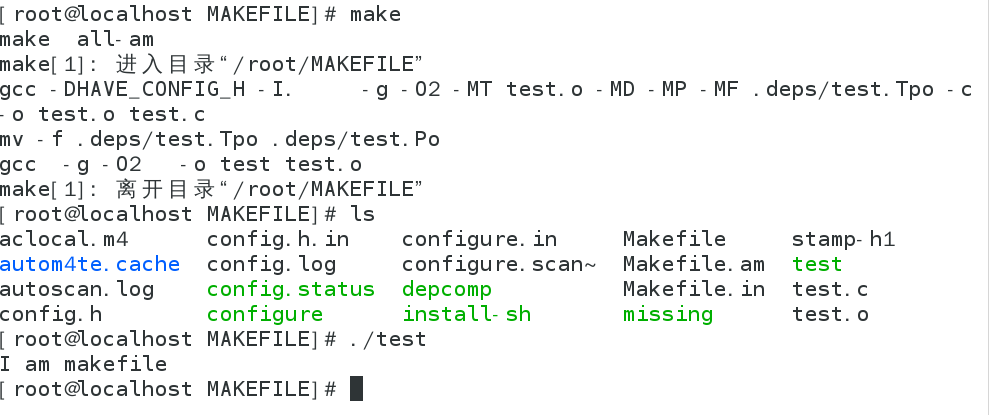 [root@localhost MAKEFILE]# make
make  all-am
make[1]: 进入目录“/root/MAKEFILE”
gcc -DHAVE_CONFIG_H -I.     -g -O2 -MT test.o -MD -MP -MF .deps/test.Tpo -c
-o test.o test.c
mv -f .deps/test.Tpo .deps/test.Po
gcc  -g -O2   -o test test.o
make[1]: 离开目录“/root/MAKEFILE”
[root@localhost MAKEFILE]# ls
aclocal.m4      config.h.in    configure.in     Makefile     stamp-h1
autom4te.cache  config.log     configure.scan~  Makefile.am  test
autoscan.log    config.status  depcomp          Makefile.in  test.c
config.h        configure      install-sh       missing      test.o
[root@localhost MAKEFILE]# ./test
I am makefile
[root@localhost MAKEFILE]#